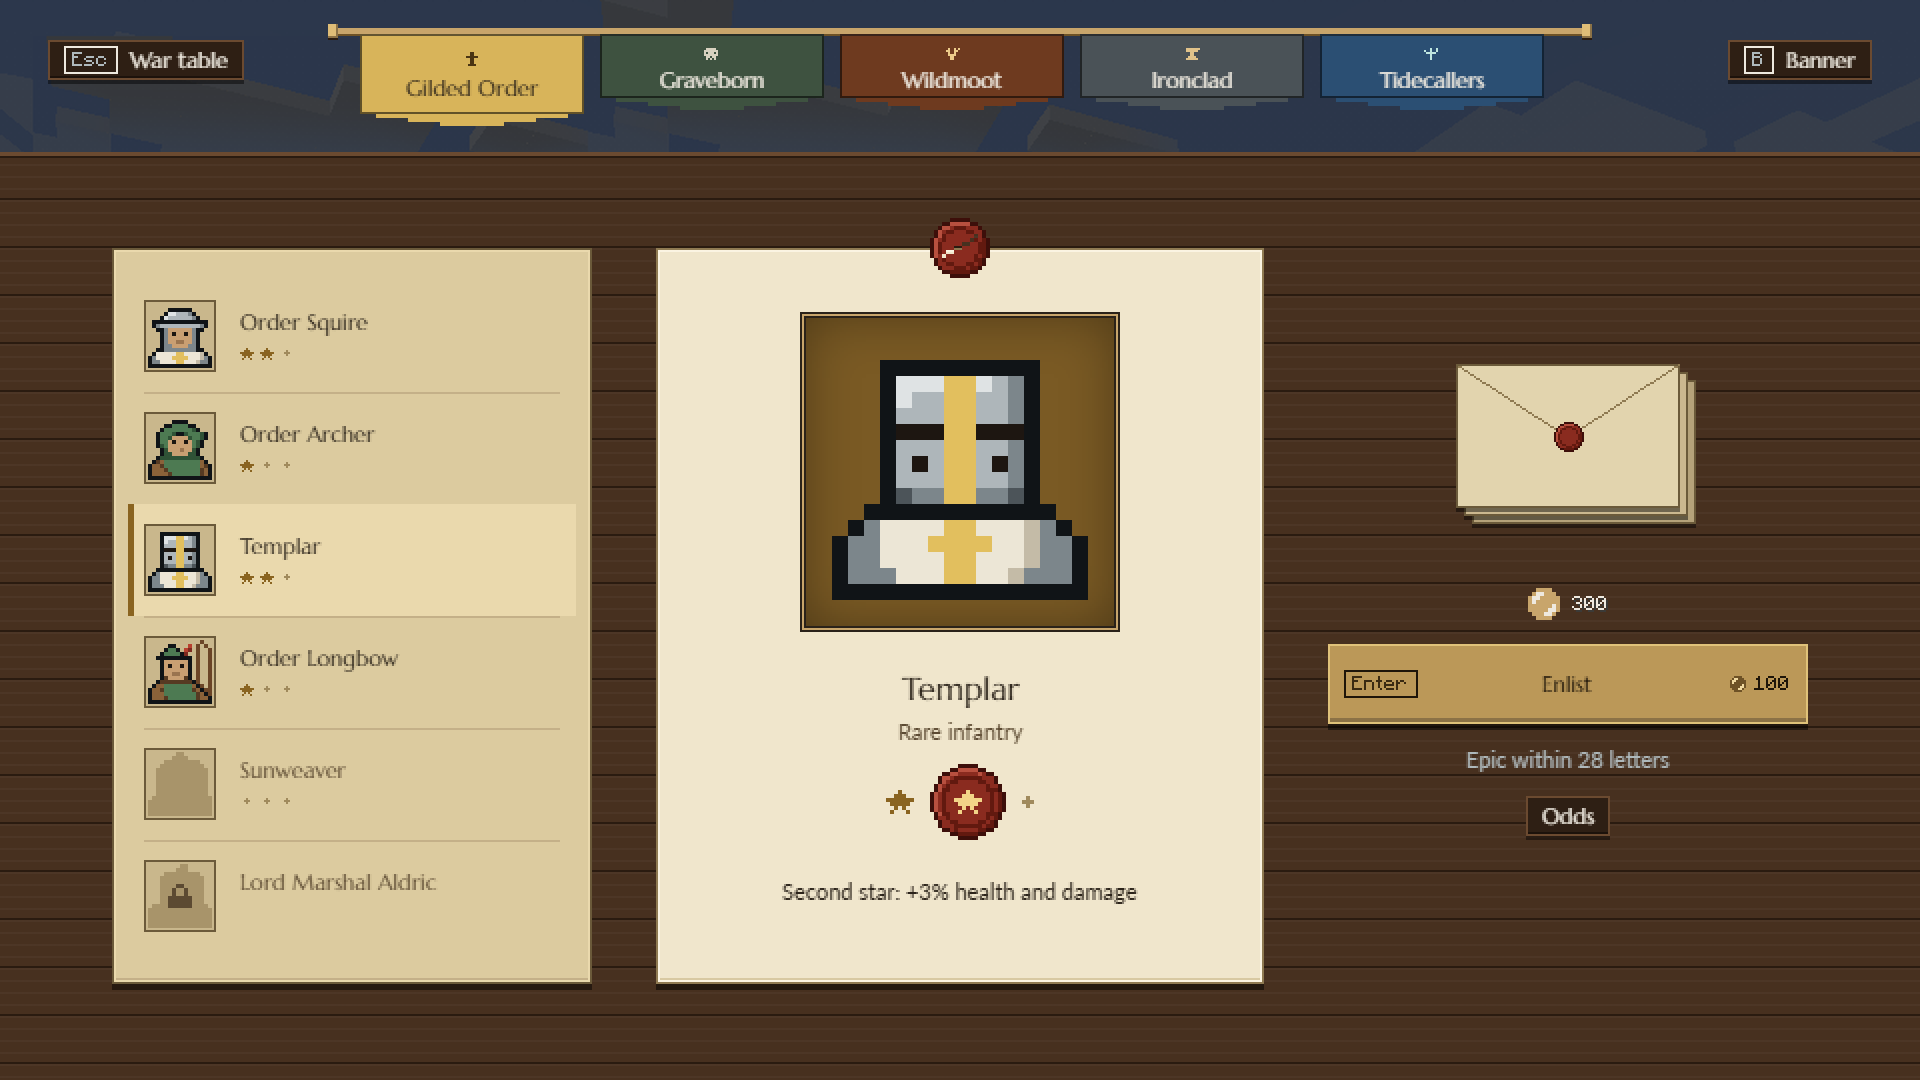 Esc War table
Gilded Order
Graveborn
Wildmoot
Ironclad
Tidecallers
B Banner
Order Squire
Order Archer
Templar
Order Longbow
Sunweaver
Lord Marshal Aldric
Templar
Rare infantry
Second star: +3% health and damage
300
Enter Enlist 100
Epic within 28 letters
Odds